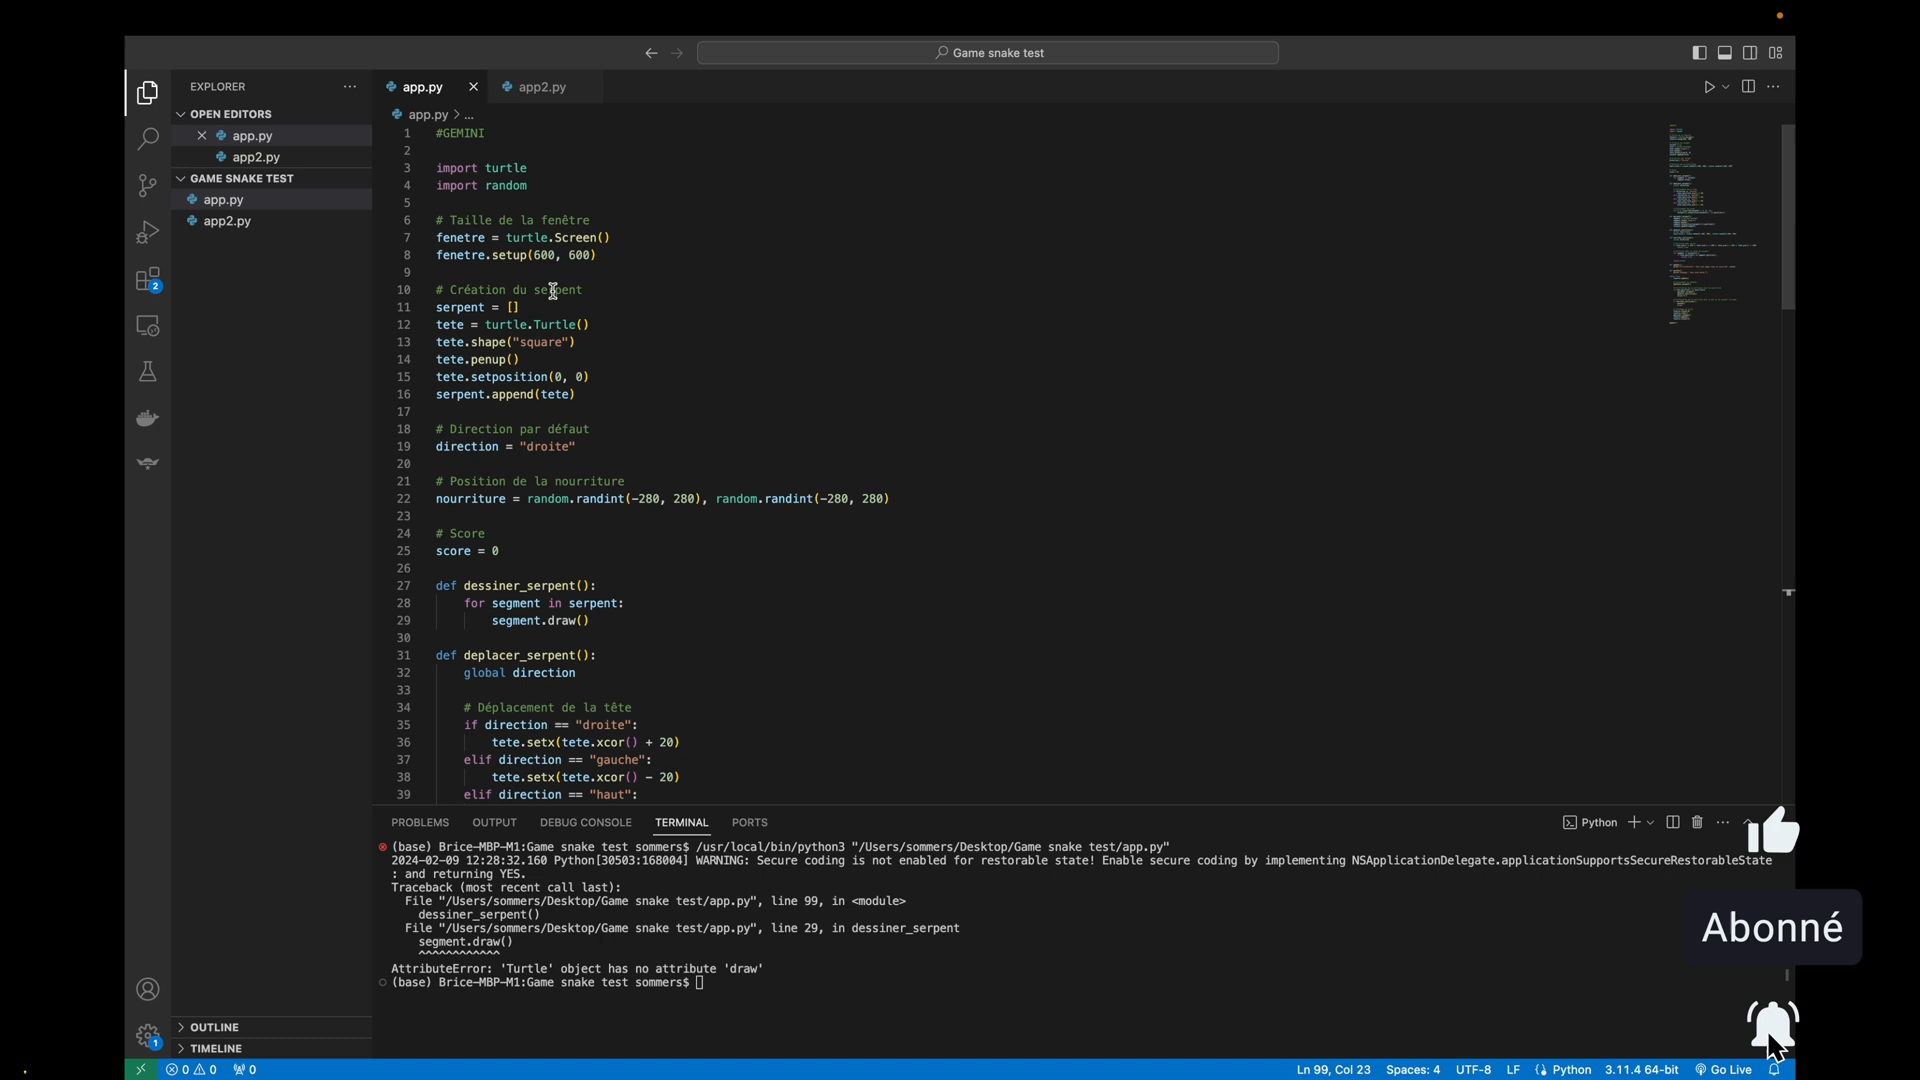 Game snake test
EXPLORER
OPEN EDITORS
app.py
app2.py
GAME SNAKE TEST
app.py
app2.py
OUTLINE
TIMELINE
2
1
app.py
app2.py
app.py > ...
1 #GEMINI
2
3 import turtle
4 import random
5
6 # Taille de la fenêtre
7 fenetre = turtle.Screen()
8 fenetre.setup(600, 600)
9
10 # Création du serpent
11 serpent = []
12 tete = turtle.Turtle()
13 tete.shape("square")
14 tete.penup()
15 tete.setposition(0, 0)
16 serpent.append(tete)
17
18 # Direction par défaut
19 direction = "droite"
20
21 # Position de la nourriture
22 nourriture = random.randint(-280, 280), random.randint(-280, 280)
23
24 # Score
25 score = 0
26
27 def dessiner_serpent():
28 for segment in serpent:
29 segment.draw()
30
31 def deplacer_serpent():
32 global direction
33
34 # Déplacement de la tête
35 if direction == "droite":
36 tete.setx(tete.xcor() + 20)
37 elif direction == "gauche":
38 tete.setx(tete.xcor() - 20)
39 elif direction == "haut":
PROBLEMS OUTPUT DEBUG CONSOLE TERMINAL PORTS
Python
(base) Brice-MBP-M1:Game snake test sommers$ /usr/local/bin/python3 "/Users/sommers/Desktop/Game snake test/app.py"
2024-02-09 12:28:32.160 Python[30503:168004] WARNING: Secure coding is not enabled for restorable state! Enable secure coding by implementing NSApplicationDelegate.applicationSupportsSecureRestorableState
: and returning YES.
Traceback (most recent call last):
File "/Users/sommers/Desktop/Game snake test/app.py", line 99, in <module>
dessiner_serpent()
File "/Users/sommers/Desktop/Game snake test/app.py", line 29, in dessiner_serpent
segment.draw()
^^^^^^^^^^^^
AttributeError: 'Turtle' object has no attribute 'draw'
(base) Brice-MBP-M1:Game snake test sommers$
Abonné
0 0 0
Ln 99, Col 23 Spaces: 4 UTF-8 LF Python 3.11.4 64-bit Go Live